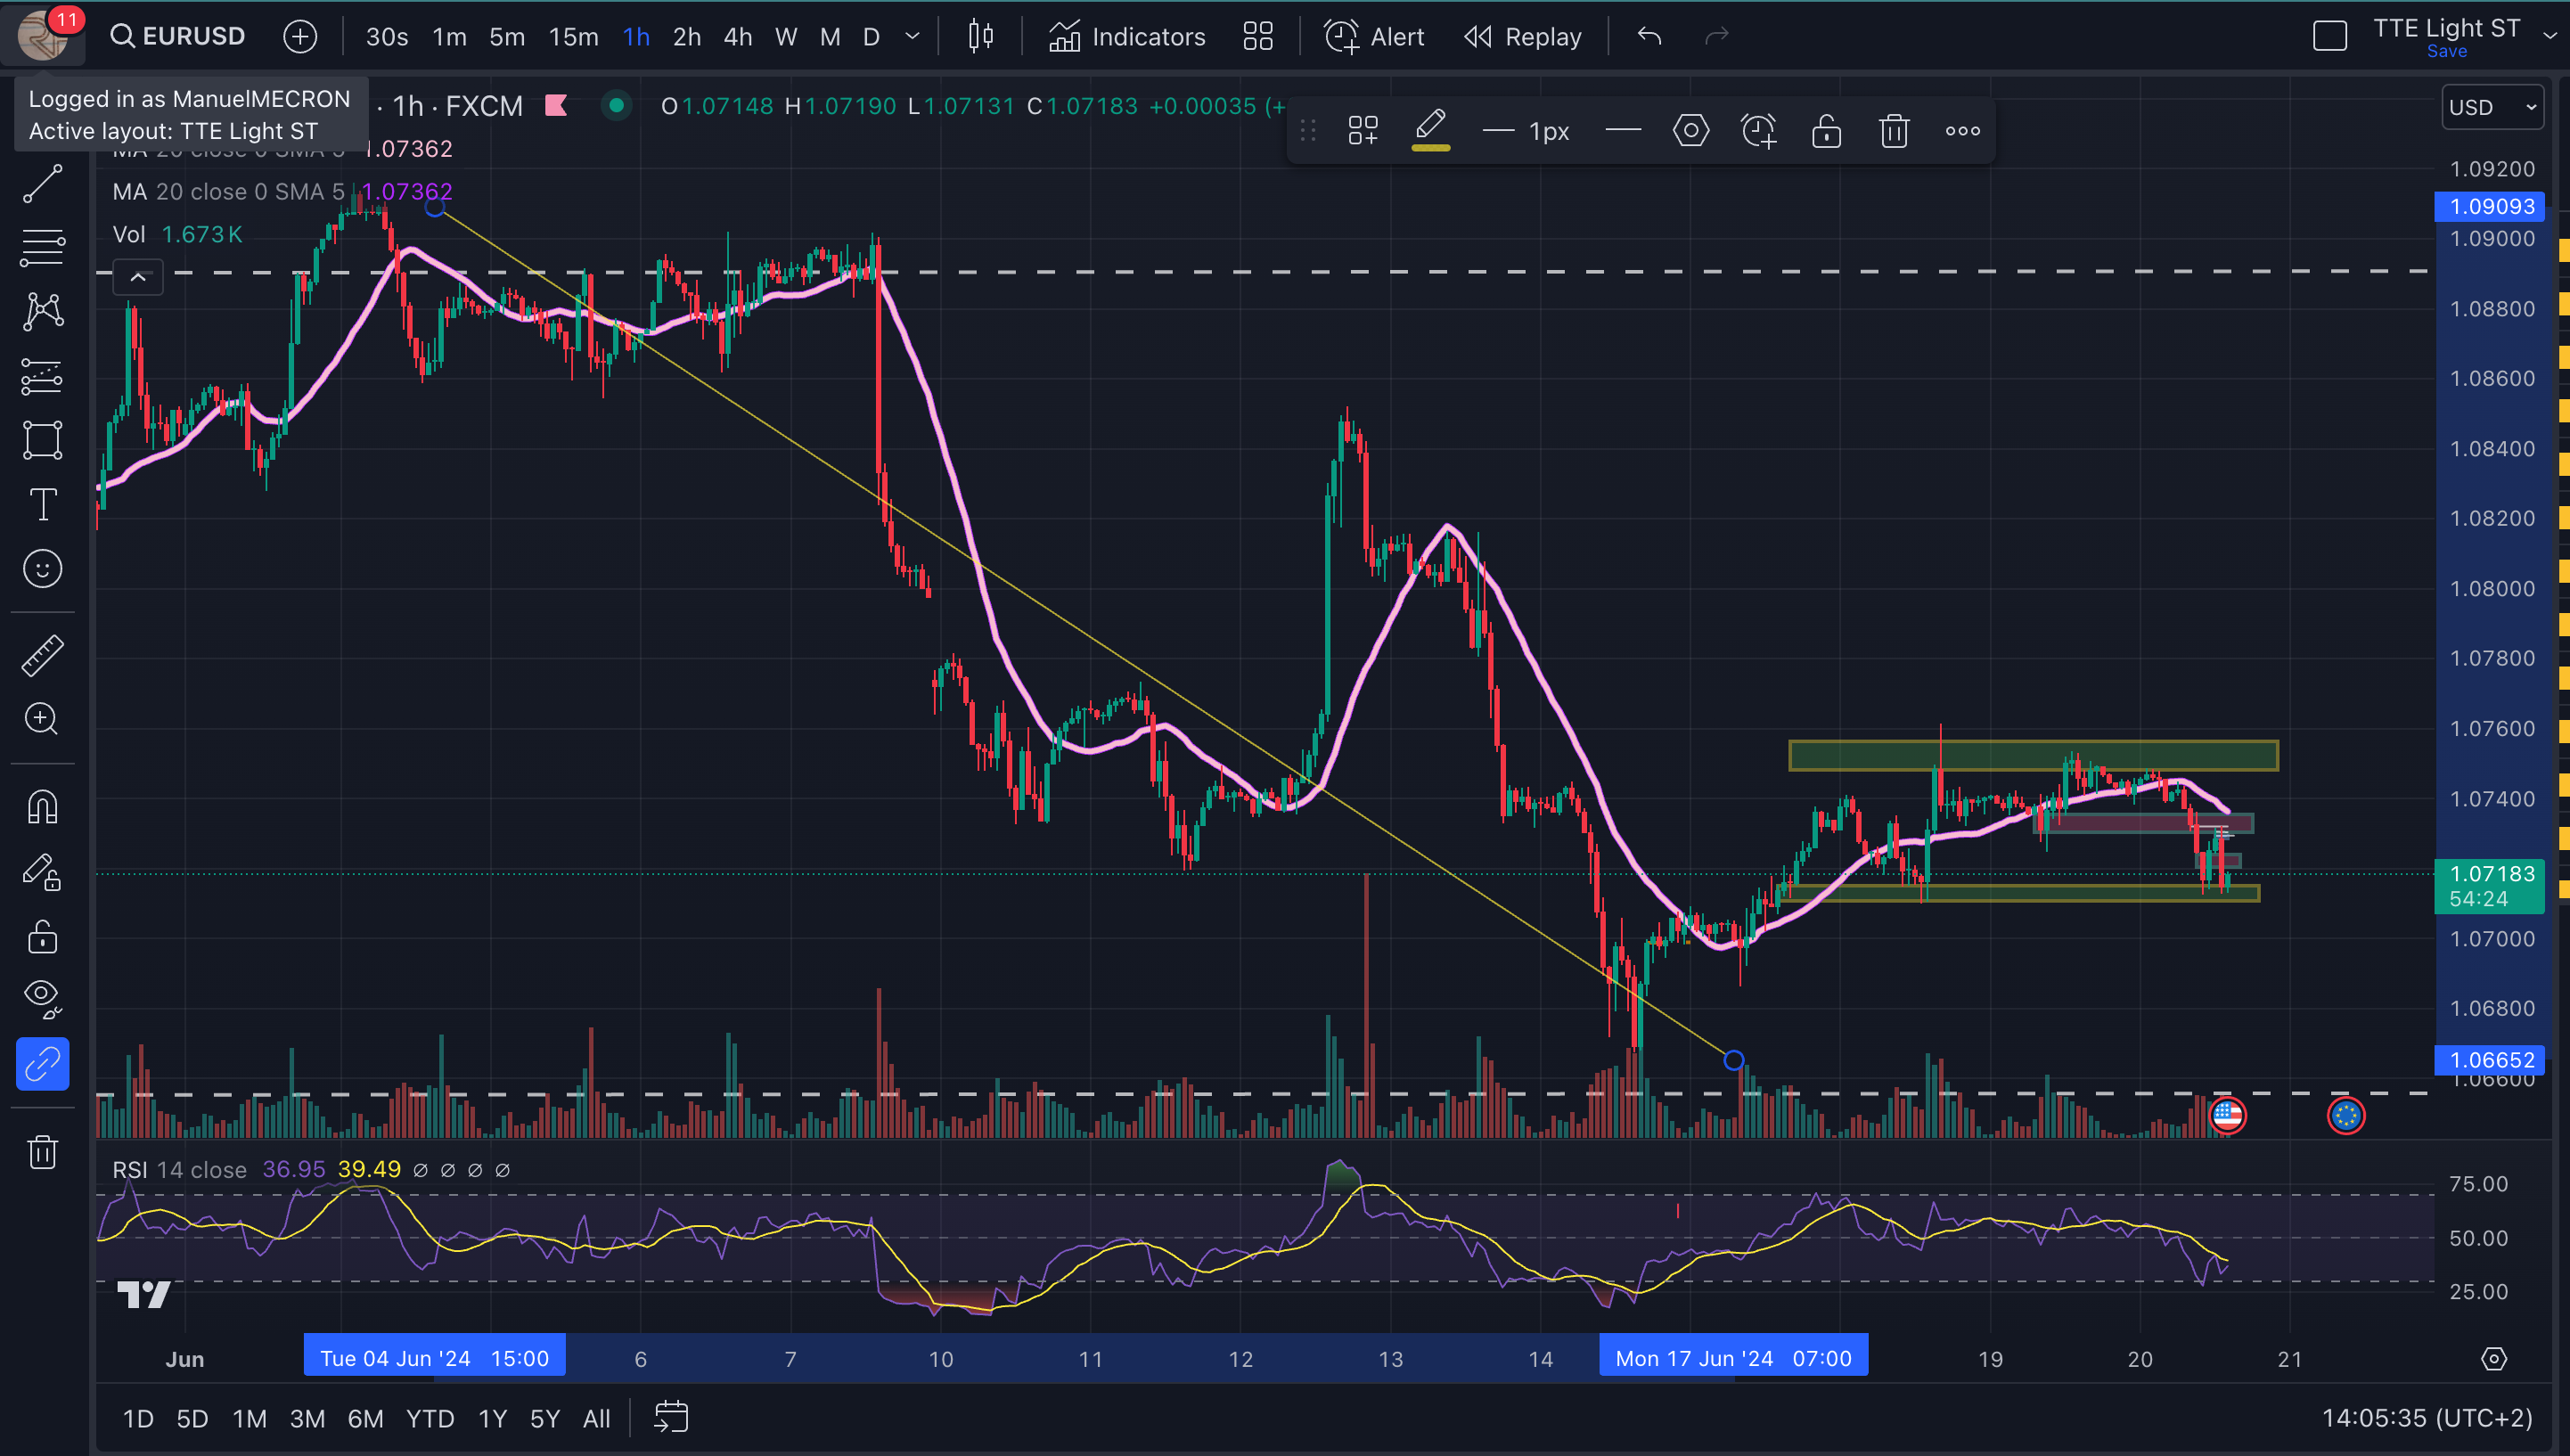 11
EURUSD
30s 1m 5m 15m 1h 2h 4h W M D
Indicators
Alert
Replay
TTE Light ST
Save
Logged in as ManuelMECRON
Active layout: TTE Light ST
· 1h · FXCM
O1.07148 H1.07190 L1.07131 C1.07183 +0.00035 (+
1px
USD
MA 20 close 0 SMA 5 1.07362
MA 20 close 0 SMA 5 1.07362
Vol 1.673K
1.09200
1.09093
1.09000
1.08800
1.08600
1.08400
1.08200
1.08000
1.07800
1.07600
1.07400
1.07183
54:24
1.07000
1.06800
1.06652
1.06600
RSI 14 close 36.95 39.49 ∅ ∅ ∅ ∅
75.00
50.00
25.00
Jun Tue 04 Jun '24 15:00 6 7 10 11 12 13 14 Mon 17 Jun '24 07:00 19 20 21
1D 5D 1M 3M 6M YTD 1Y 5Y All
14:05:35 (UTC+2)